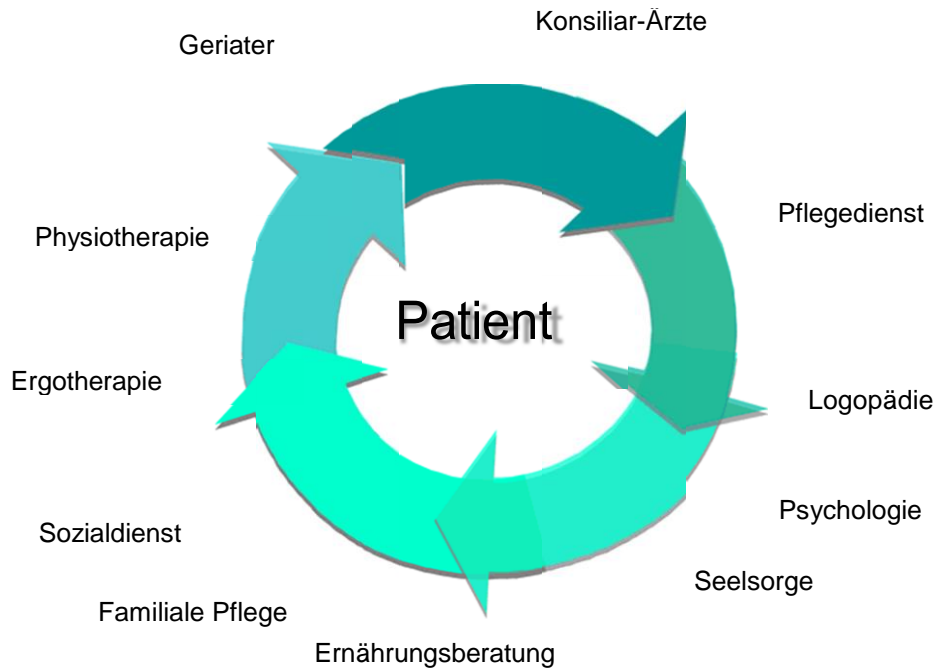 Konsiliar-Ärzte
Geriater
Pflegedienst
Physiotherapie
Patient
Ergotherapie
Logopädie
Psychologie
Sozialdienst
Seelsorge
Familiale Pflege
Ernährungsberatung